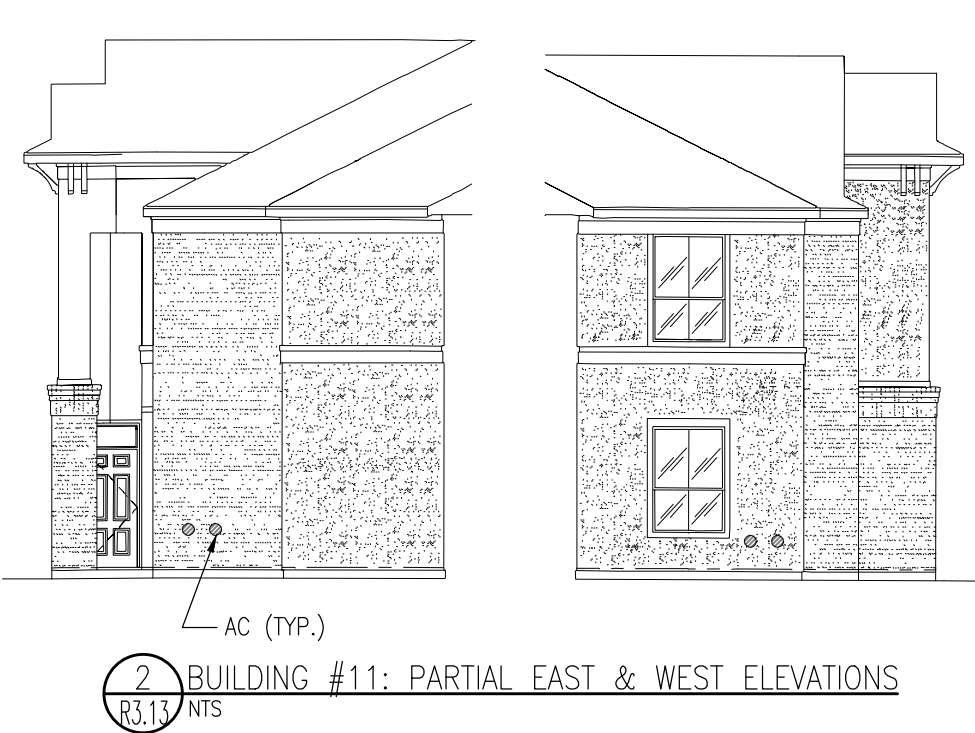 AC (TYP.)
2
BUILDING #11: PARTIAL EAST & WEST ELEVATIONS
R3.13
NTS